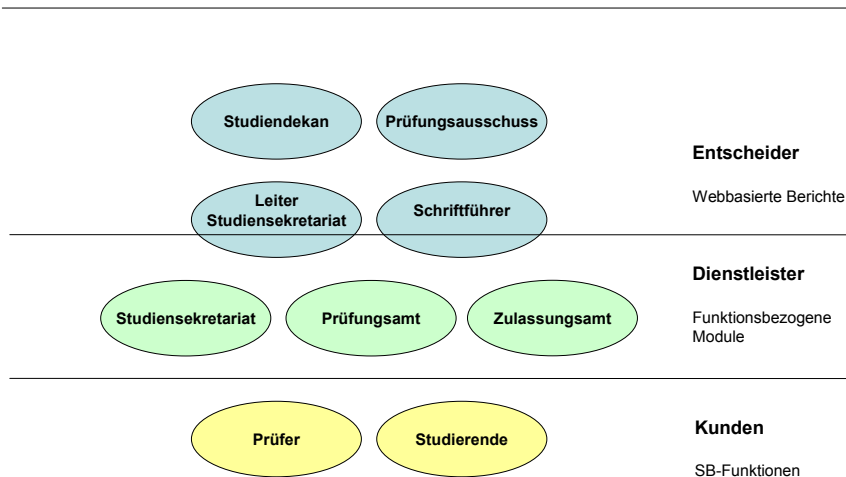 Studiendekan
Prüfungsausschuss
Entscheider
Webbasierte Berichte
Leiter
Studiensekretariat
Schriftführer
Dienstleister
Funktionsbezogene
Module
Studiensekretariat
Prüfungsamt
Zulassungsamt
Kunden
SB-Funktionen
Prüfer
Studierende